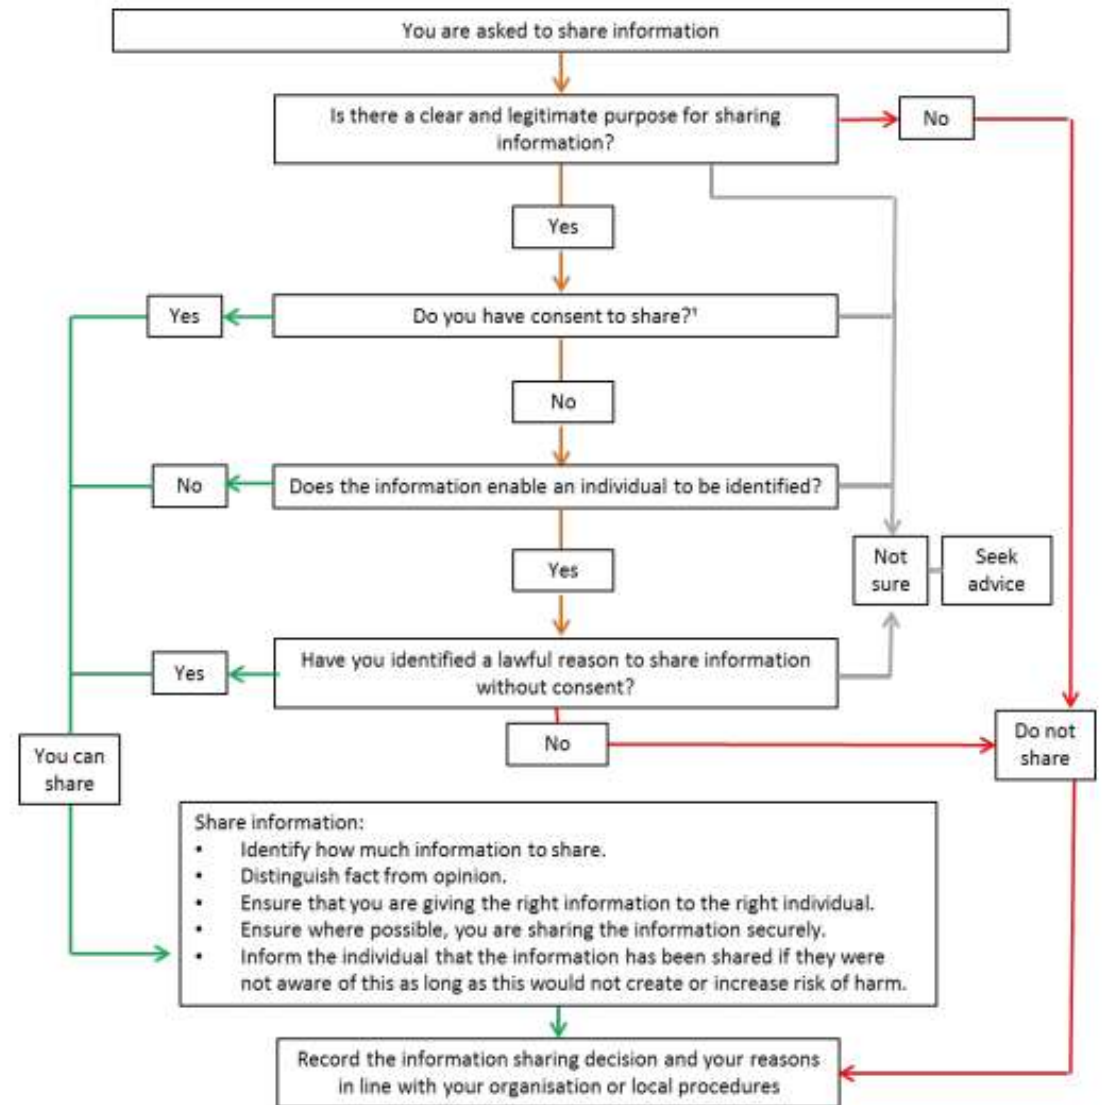 You are asked to share information
Is there a clear and legitimate purpose for sharing
information?
No
Yes
Do you have consent to share?¹
Yes
No
Does the information enable an individual to be identified?
No
Yes
Not
sure
Seek
advice
Have you identified a lawful reason to share information
without consent?
Yes
No
Do not
share
You can
share
Share information:
• Identify how much information to share.
• Distinguish fact from opinion.
• Ensure that you are giving the right information to the right individual.
• Ensure where possible, you are sharing the information securely.
• Inform the individual that the information has been shared if they were
not aware of this as long as this would not create or increase risk of harm.
Record the information sharing decision and your reasons
in line with your organisation or local procedures